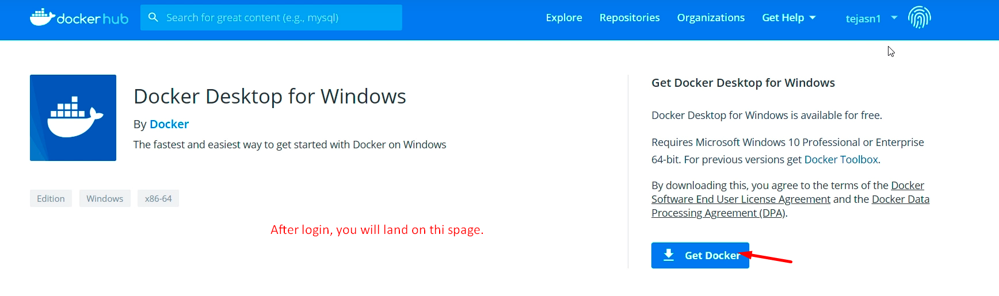 dockerhub
Search for great content (e.g., mysql)
Explore
Repositories
Organizations
Get Help
tejasn1
Docker Desktop for Windows
By Docker
The fastest and easiest way to get started with Docker on Windows
Edition
Windows
x86-64
After login, you will land on thi spage.
Get Docker Desktop for Windows
Docker Desktop for Windows is available for free.
Requires Microsoft Windows 10 Professional or Enterprise
64-bit. For previous versions get Docker Toolbox.
By downloading this, you agree to the terms of the Docker
Software End User License Agreement and the Docker Data
Processing Agreement (DPA).
Get Docker